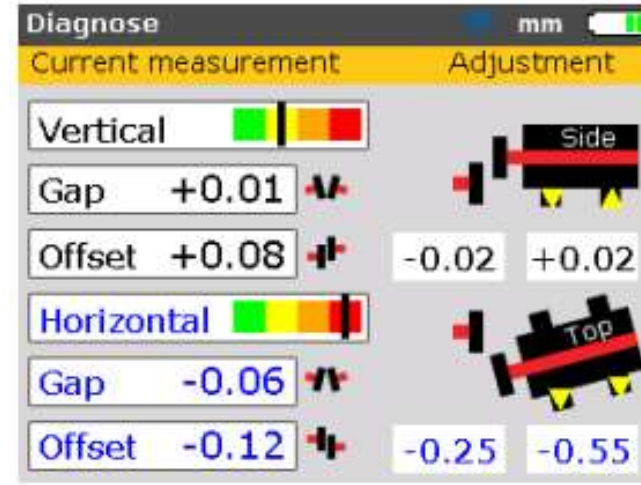 Diagnose mm
Current measurement Adjustment
Vertical
Side
Gap +0.01
Offset +0.08 -0.02 +0.02
Horizontal
Top
Gap -0.06
Offset -0.12 -0.25 -0.55